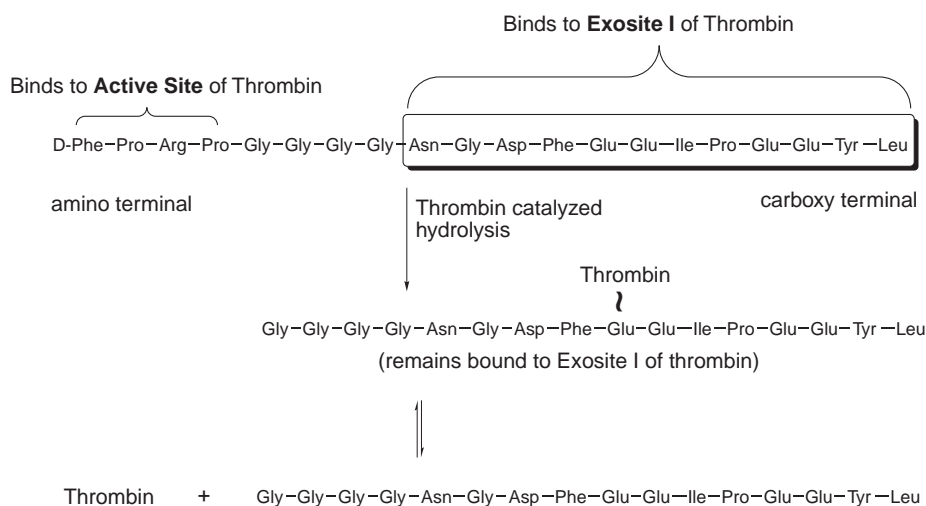 Binds to Exosite I of Thrombin
Binds to Active Site of Thrombin
D-Phe–Pro–Arg–Pro–Gly–Gly–Gly–Gly–Asn–Gly–Asp–Phe–Glu–Glu–Ile–Pro–Glu–Glu–Tyr–Leu
amino terminal
carboxy terminal
Thrombin catalyzed
hydrolysis
Thrombin
Gly–Gly–Gly–Gly–Asn–Gly–Asp–Phe–Glu–Glu–Ile–Pro–Glu–Glu–Tyr–Leu
(remains bound to Exosite I of thrombin)
Thrombin + Gly–Gly–Gly–Gly–Asn–Gly–Asp–Phe–Glu–Glu–Ile–Pro–Glu–Glu–Tyr–Leu